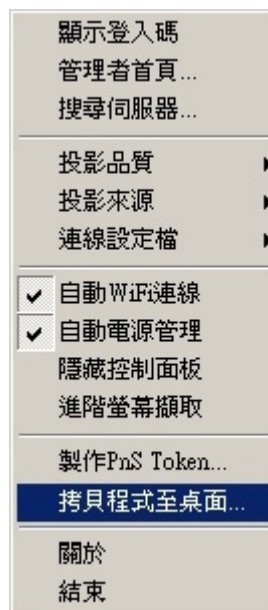 顯示登入碼
管理者首頁...
搜尋伺服器...
投影品質
投影來源
連線設定檔
自動WiFi連線
自動電源管理
隱藏控制面板
進階螢幕擷取
製作PnS Token...
拷貝程式至桌面...
關於
結束